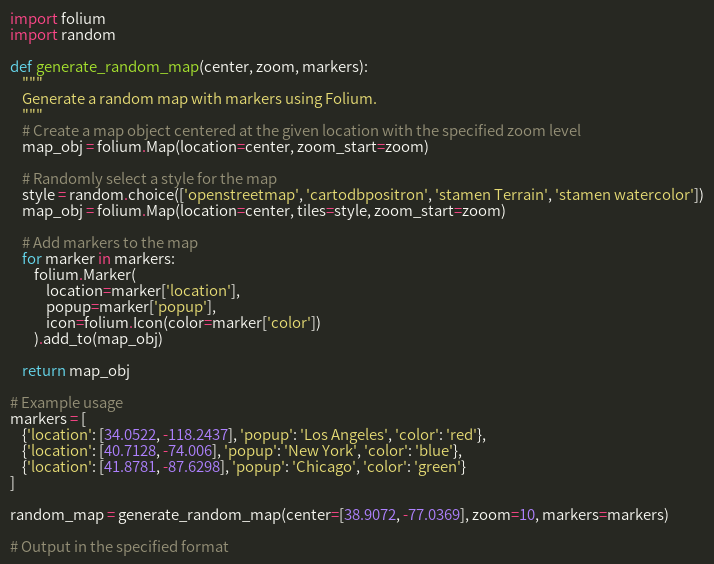 import folium
import random
def generate_random_map(center, zoom, markers):
"""
Generate a random map with markers using Folium.
"""
# Create a map object centered at the given location with the specified zoom level
map_obj = folium.Map(location=center, zoom_start=zoom)
# Randomly select a style for the map
style = random.choice(['openstreetmap', 'cartodbpositron', 'stamen Terrain', 'stamen watercolor'])
map_obj = folium.Map(location=center, tiles=style, zoom_start=zoom)
# Add markers to the map
for marker in markers:
folium.Marker(
location=marker['location'],
popup=marker['popup'],
icon=folium.Icon(color=marker['color'])
).add_to(map_obj)
return map_obj
# Example usage
markers = [
{'location': [34.0522, -118.2437], 'popup': 'Los Angeles', 'color': 'red'},
{'location': [40.7128, -74.006], 'popup': 'New York', 'color': 'blue'},
{'location': [41.8781, -87.6298], 'popup': 'Chicago', 'color': 'green'}
]
random_map = generate_random_map(center=[38.9072, -77.0369], zoom=10, markers=markers)
# Output in the specified format